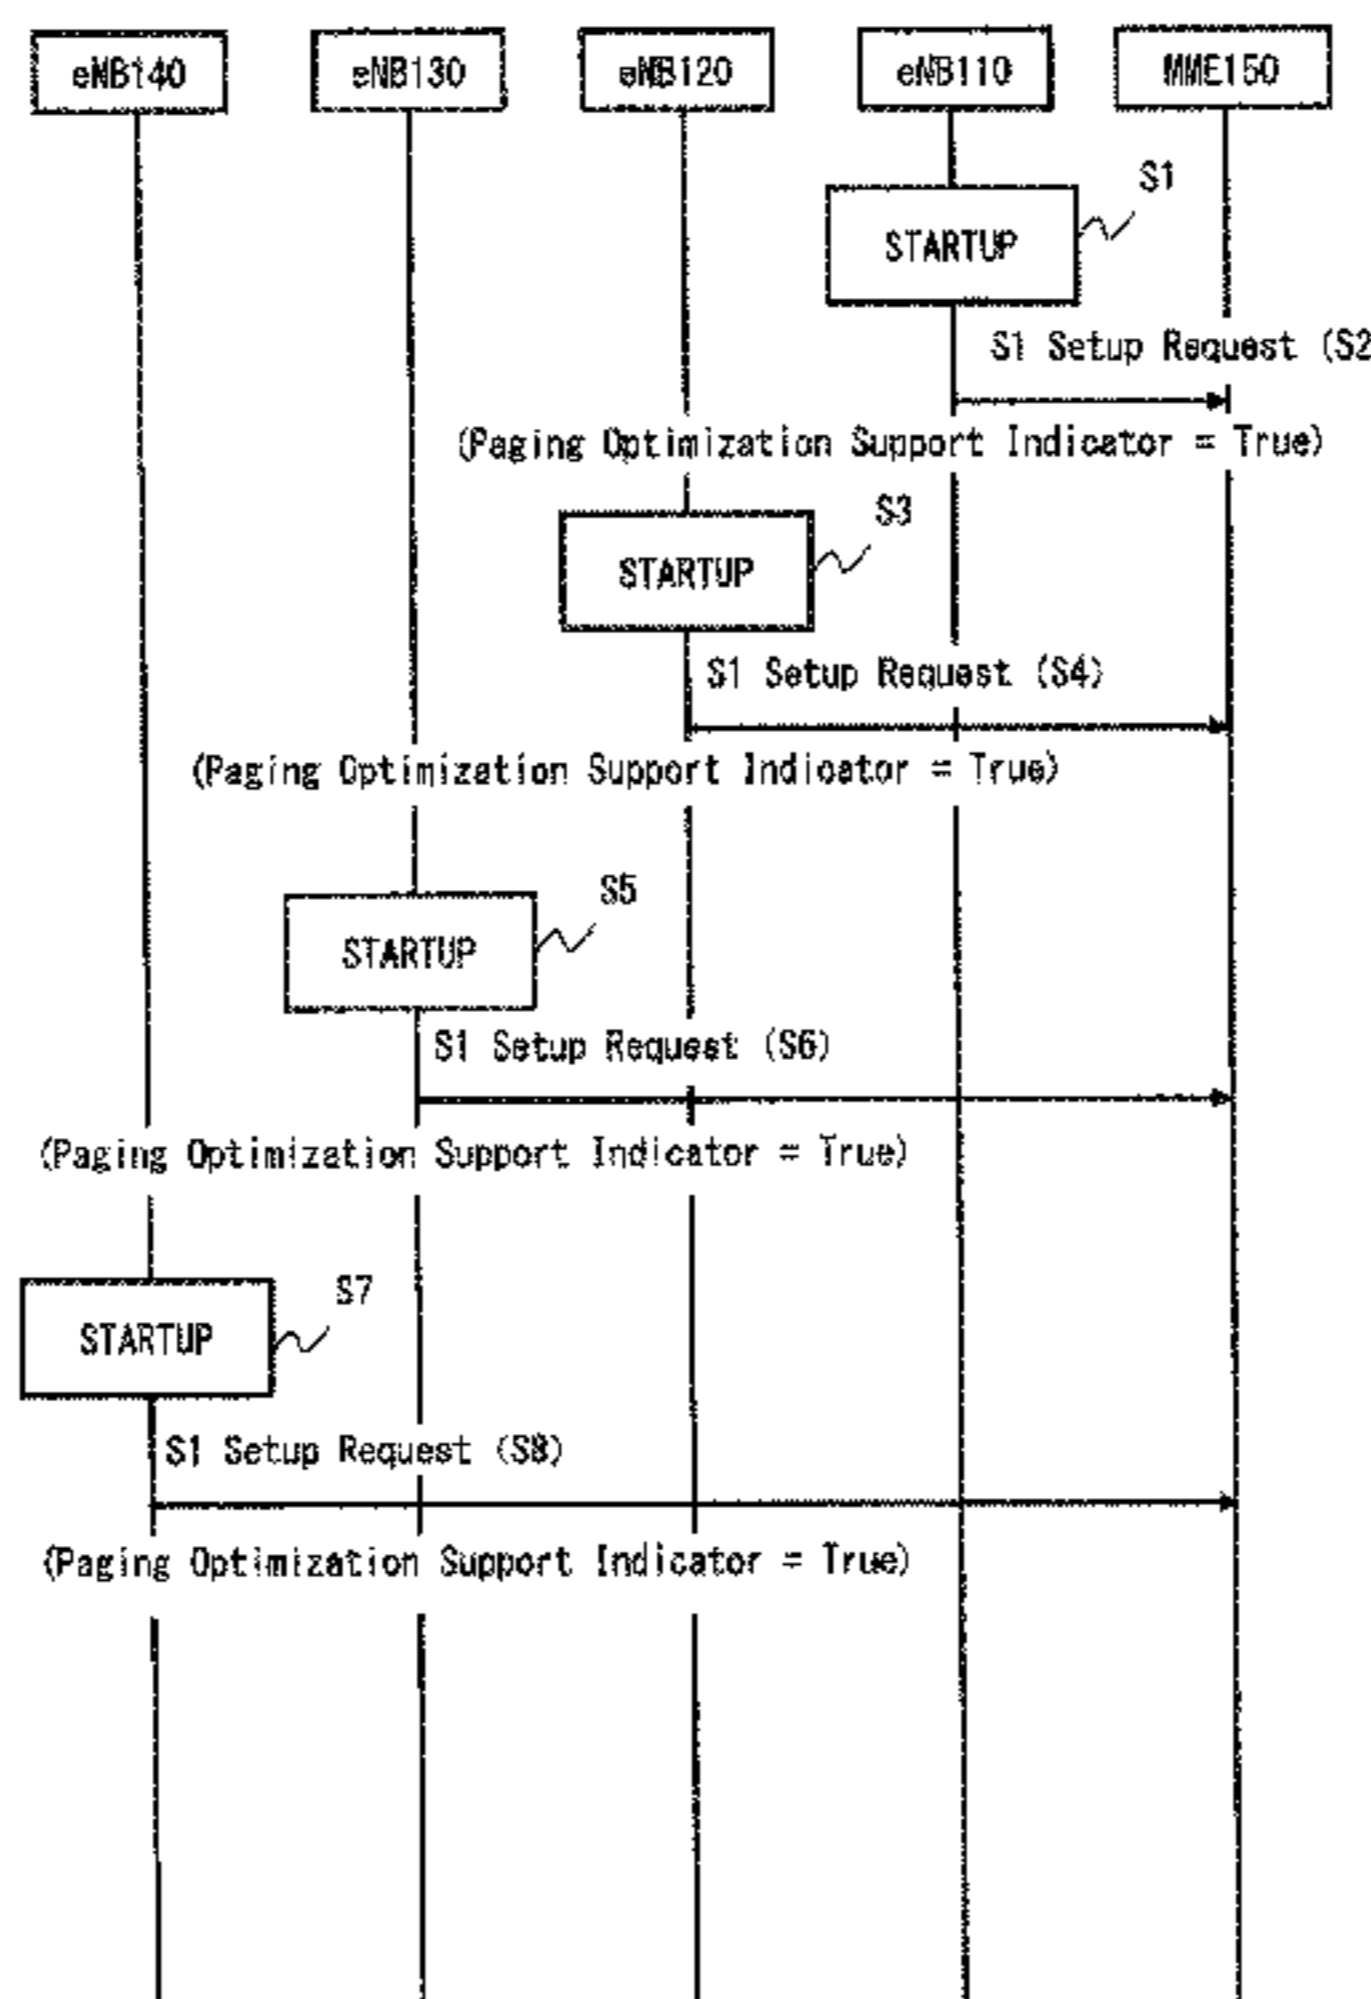 eNB140 eNB130 eNB120 eNB110 MME150
S1
STARTUP
S1 Setup Request (S2
(Paging Optimization Support Indicator = True)
S3
STARTUP
S1 Setup Request (S4)
(Paging Optimization Support Indicator = True)
S5
STARTUP
S1 Setup Request (S6)
(Paging Optimization Support Indicator = True)
S7
STARTUP
S1 Setup Request (S8)
(Paging Optimization Support Indicator = True)